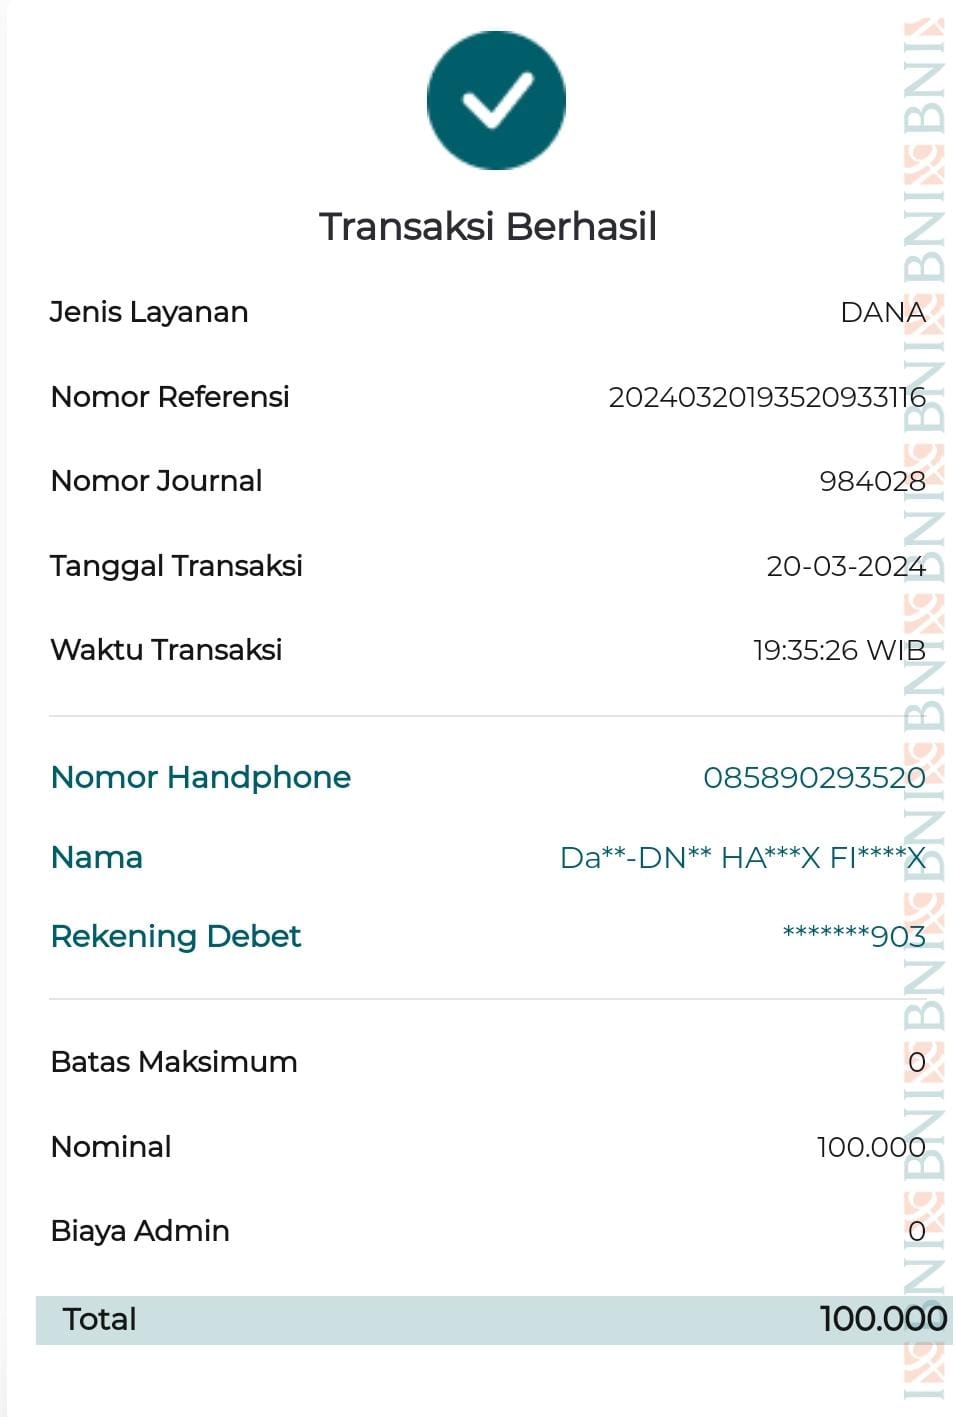 Transaksi Berhasil
Jenis Layanan DANA
Nomor Referensi 20240320193520933116
Nomor Journal 984028
Tanggal Transaksi 20-03-2024
Waktu Transaksi 19:35:26 WIB
Nomor Handphone 085890293520
Nama Da**-DN** HA***X FI****X
Rekening Debet *******903
Batas Maksimum 0
Nominal 100.000
Biaya Admin 0
Total 100.000
BNI BNI BNI BNI BNI BNI BNI BNI BNI